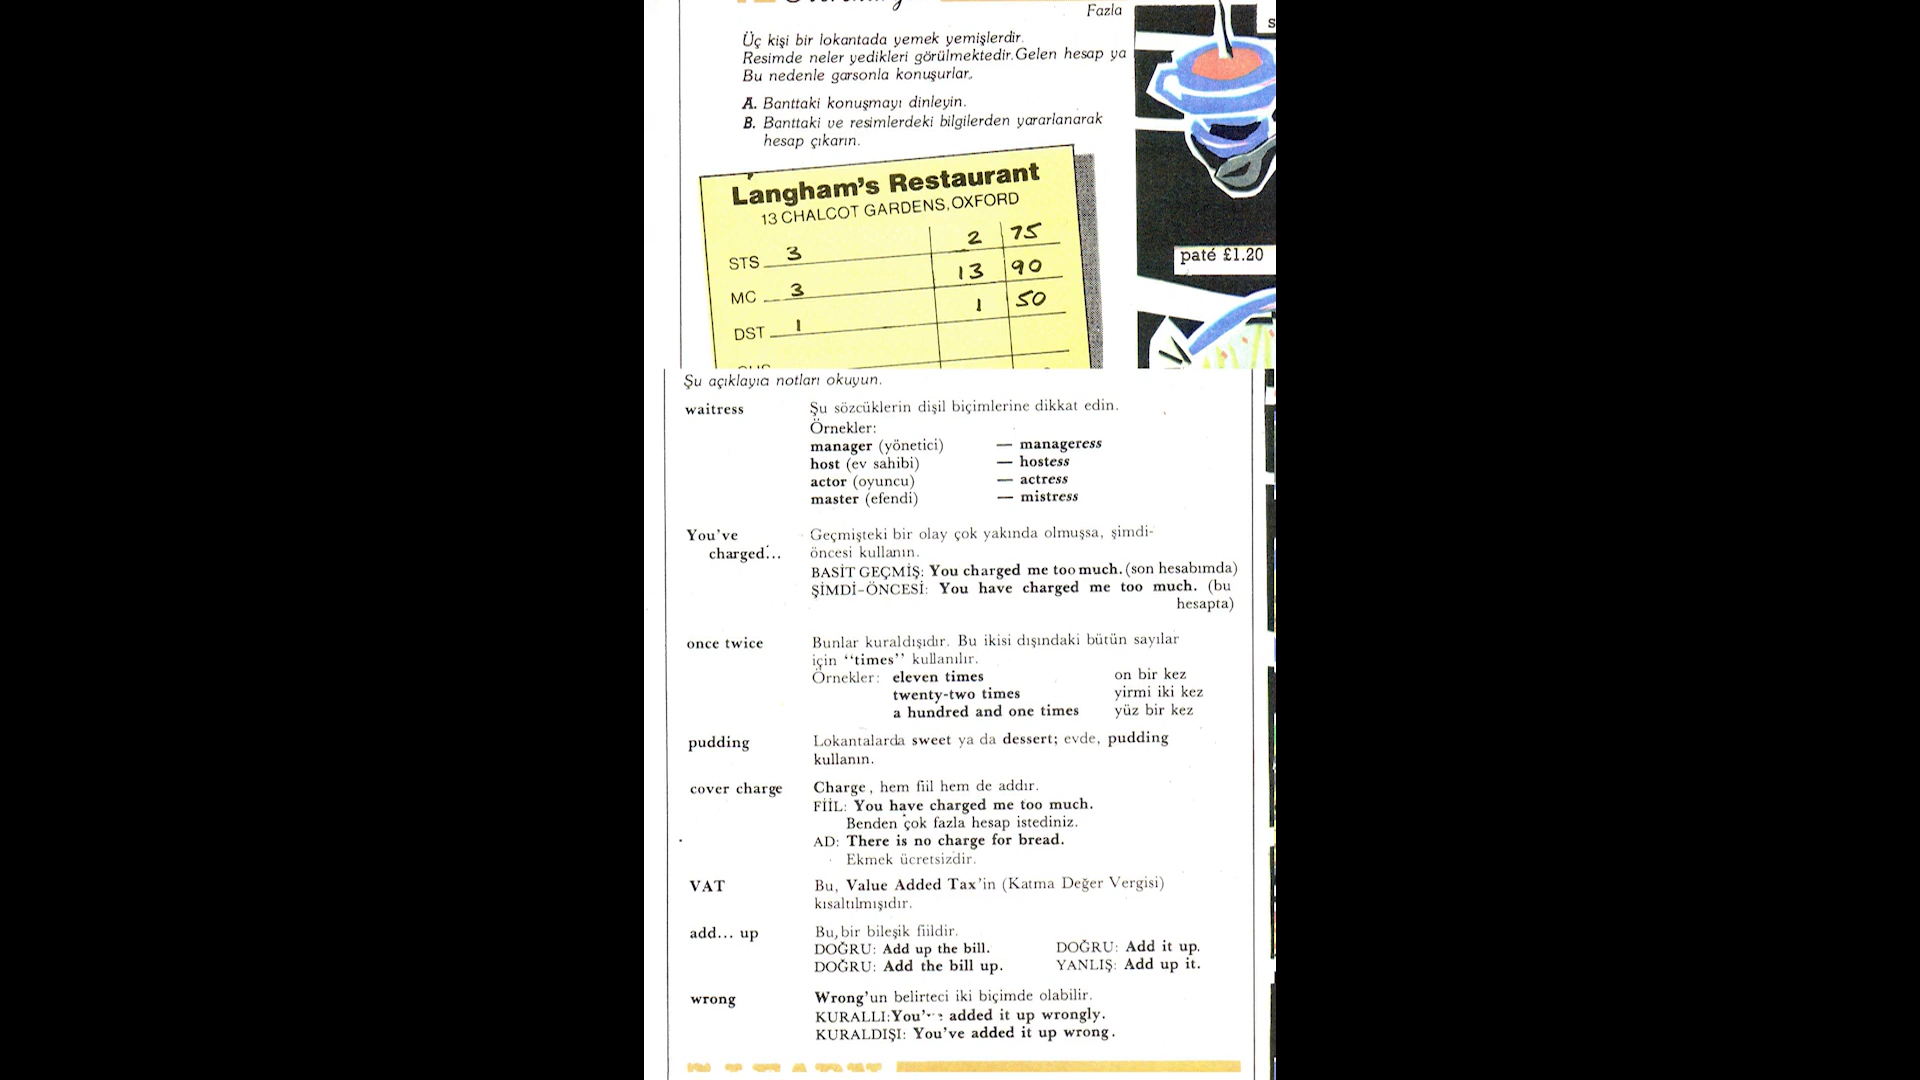 Fazla
Üç kişi bir lokantada yemek yemişlerdir.
Resimde neler yedikleri görülmektedir. Gelen hesap ya
Bu nedenle garsonla konuşurlar.
A. Banttaki konuşmayı dinleyin.
B. Banttaki ve resimlerdeki bilgilerden yararlanarak
hesap çıkarın.
Langham's Restaurant
13 CHALCOT GARDENS, OXFORD
STS 3 2 75
MC 3 13 90
DST 1 1 50
s
paté £1.20
Şu açıklayıcı notları okuyun.
waitress Şu sözcüklerin dişil biçimlerine dikkat edin.
Örnekler:
manager (yönetici) — manageress
host (ev sahibi) — hostess
actor (oyuncu) — actress
master (efendi) — mistress
You've Geçmişteki bir olay çok yakında olmuşsa, şimdi-
charged... öncesi kullanın.
BASİT GEÇMİŞ: You charged me too much. (son hesabımda)
ŞİMDİ-ÖNCESİ: You have charged me too much. (bu
hesapta)
once twice Bunlar kuraldışıdır. Bu ikisi dışındaki bütün sayılar
için "times" kullanılır.
Örnekler: eleven times on bir kez
twenty-two times yirmi iki kez
a hundred and one times yüz bir kez
pudding Lokantalarda sweet ya da dessert; evde, pudding
kullanın.
cover charge Charge, hem fiil hem de addır.
FİİL: You have charged me too much.
Benden çok fazla hesap istediniz.
AD: There is no charge for bread.
Ekmek ücretsizdir.
VAT Bu, Value Added Tax'in (Katma Değer Vergisi)
kısaltılmışıdır.
add... up Bu, bir bileşik fiildir.
DOĞRU: Add up the bill. DOĞRU: Add it up.
DOĞRU: Add the bill up. YANLIŞ: Add up it.
wrong Wrong'un belirteci iki biçimde olabilir.
KURALLI: added it up wrongly.
KURALDIŞI: You've added it up wrong.